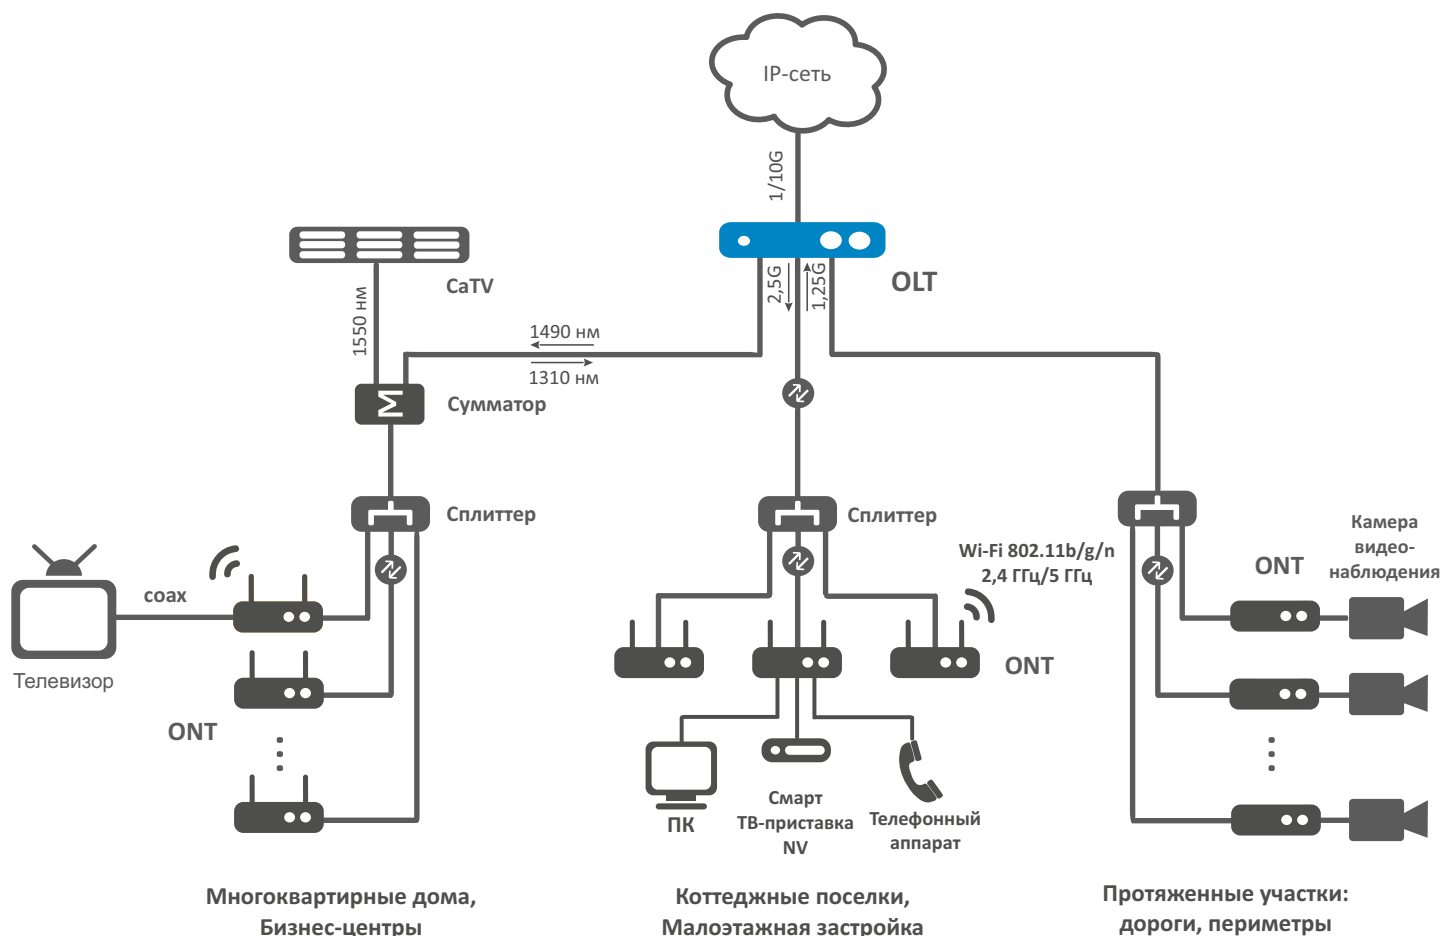 IP-сеть
1/10G
CaTV
OLT
2,5G
1,25G
1550 нм
1490 нм
1310 нм
Сумматор
Сплиттер
Сплиттер
Wi-Fi 802.11b/g/n
2,4 ГГц/5 ГГц
ONT
Камера
видео-
наблюдения
coax
Телевизор
ONT
ONT
ПК
Смарт
ТВ-приставка
NV
Телефонный
аппарат
Многоквартирные дома,
Бизнес-центры
Коттеджные поселки,
Малоэтажная застройка
Протяженные участки:
дороги, периметры